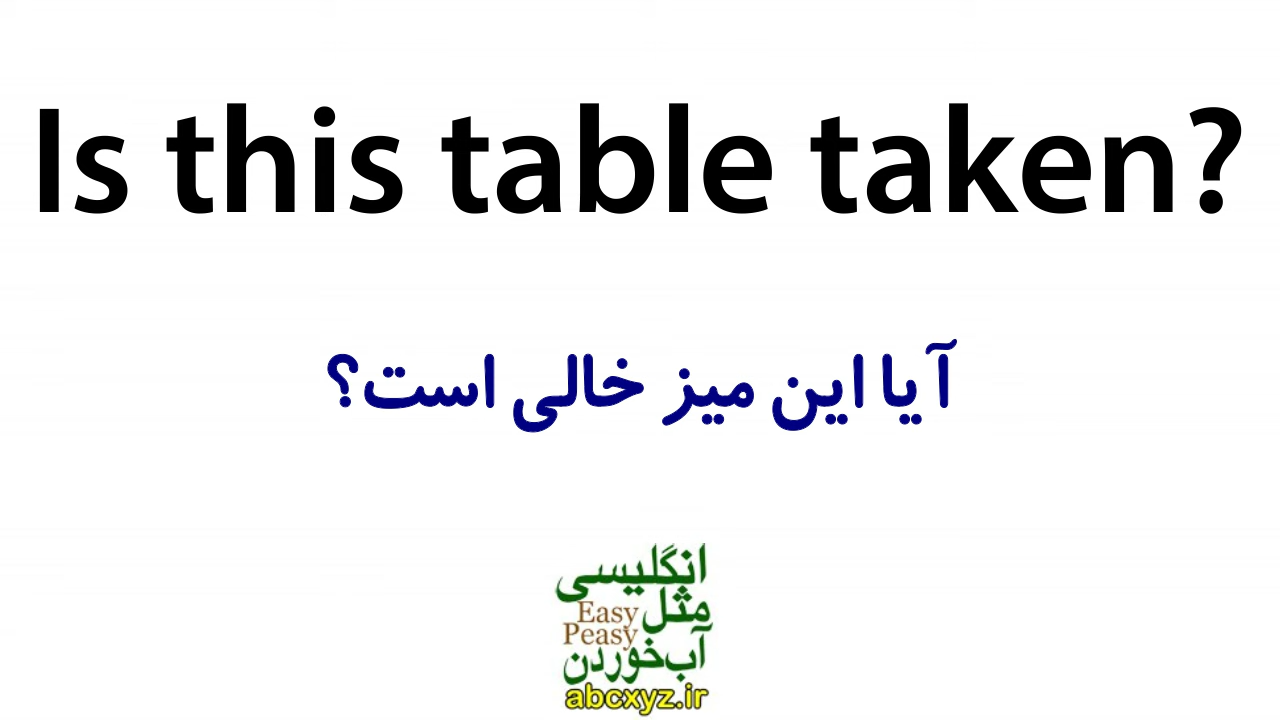 Is this table taken?
آیا این میز خالی است؟
انگلیسی
مثل Easy
Peasy
آب‌خوردن
abcxyz.ir